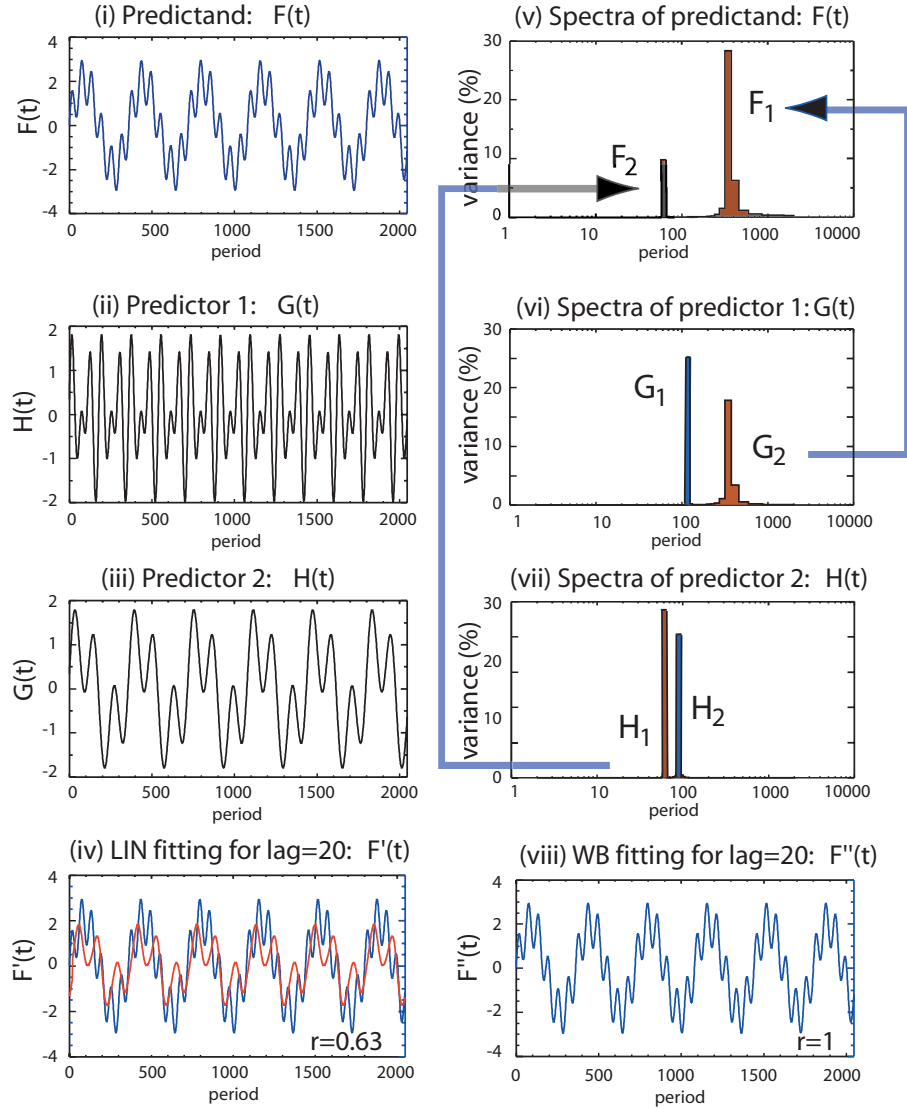 (i) Predictand: F(t)
4
2
0
-2
-4
F(t)
0 500 1000 1500 2000
period
(v) Spectra of predictand: F(t)
30
20
10
0
variance (%)
F1
F2
1 10 100 1000 10000
period
(ii) Predictor 1: G(t)
2
1
0
-1
-2
H(t)
0 500 1000 1500 2000
period
(vi) Spectra of predictor 1: G(t)
30
20
10
0
variance (%)
G1
G2
1 10 100 1000 10000
period
(iii) Predictor 2: H(t)
2
1
0
-1
-2
G(t)
0 500 1000 1500 2000
period
(vii) Spectra of predictor 2: H(t)
30
20
10
0
variance (%)
H1
H2
1 10 100 1000 10000
period
(iv) LIN fitting for lag=20: F'(t)
4
2
0
-2
-4
F'(t)
r=0.63
0 500 1000 1500 2000
period
(viii) WB fitting for lag=20: F''(t)
4
2
0
-2
-4
F''(t)
r=1
0 500 1000 1500 2000
period